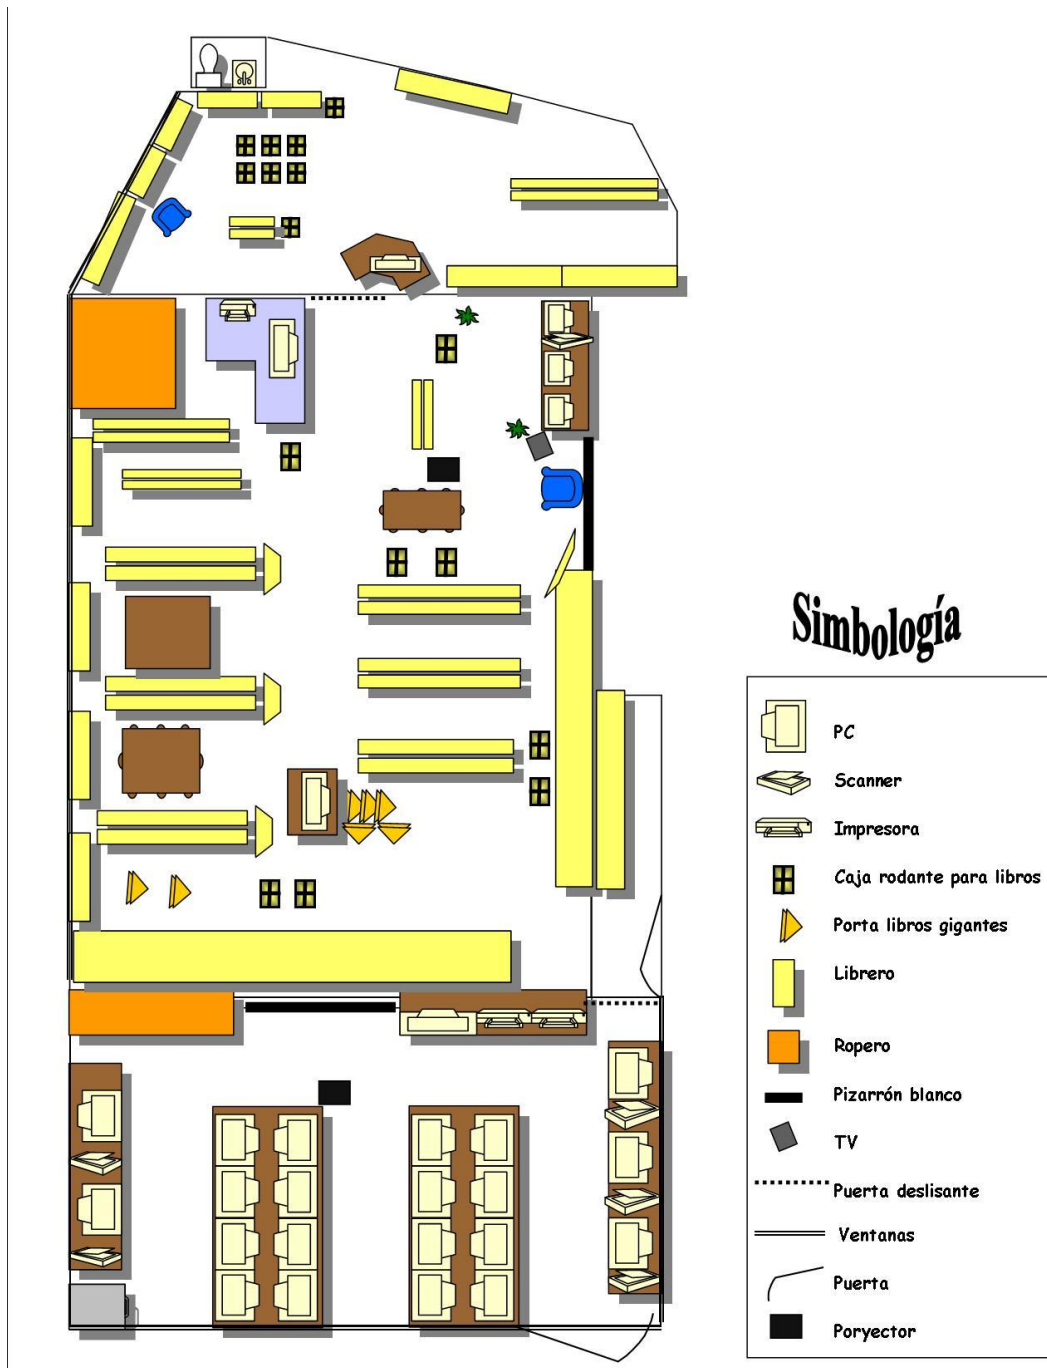 Simbología
PC
Scanner
Impresora
Caja rodante para libros
Porta libros gigantes
Librero
Ropero
Pizarrón blanco
TV
Puerta deslisante
Ventanas
Puerta
Poryector